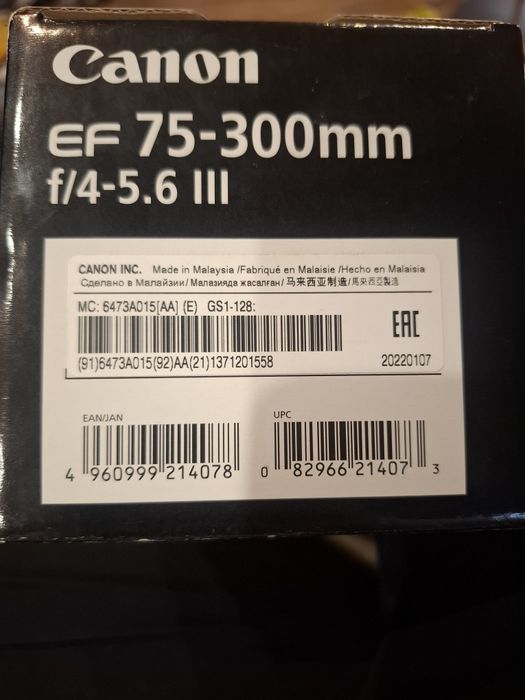 Canon
EF 75-300mm
f/4-5.6 III
CANON INC. Made in Malaysia /Fabriqué en Malaisie /Hecho en Malaisia
Сделано в Малайзии/ Малазияда жасалған/ 马来西亚制造/馬來西亞製造
MC: 6473A015[AA] (E) GS1-128:
EAC
(91)6473A015(92)AA(21)1371201558
20220107
EAN/JAN
UPC
4 960999 214078
0 82966 21407 3